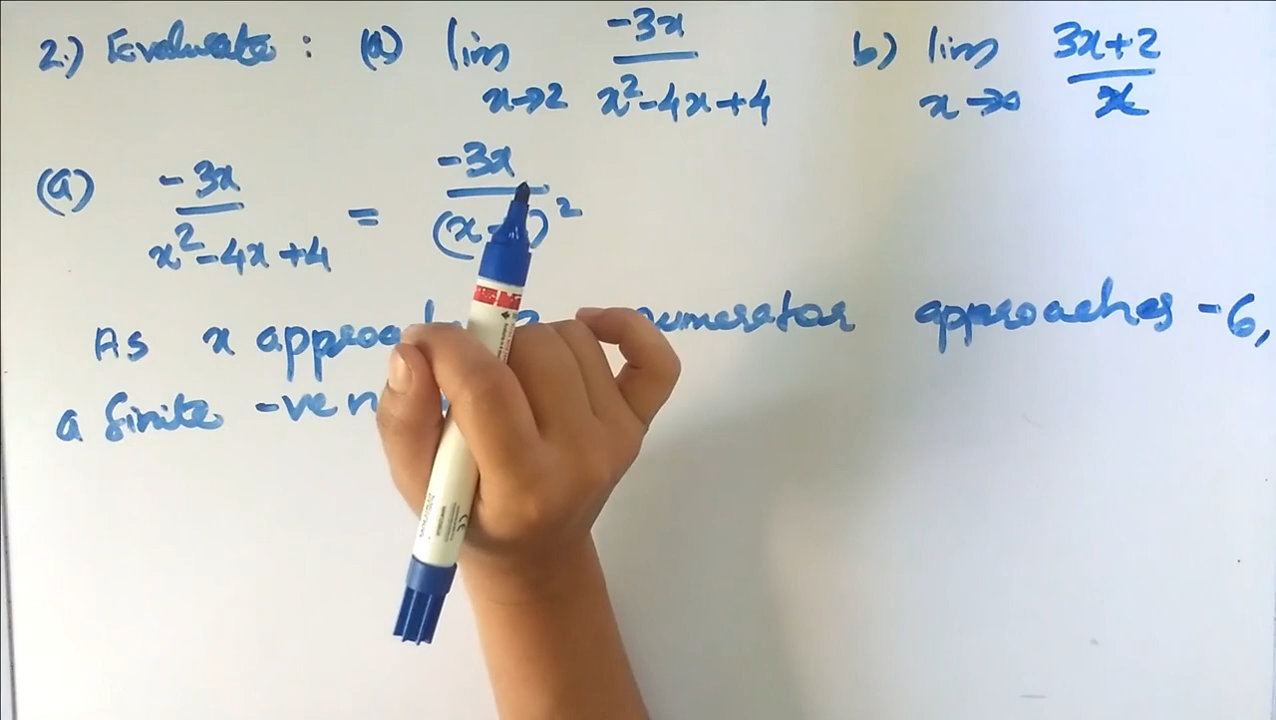 2.) Evaluate : (a) lim x→2 -3x / x²-4x+4 b) lim x→∞ 3x+2 / x
(a) -3x / x²-4x+4 = -3x / (x- )²
As x numerator approaches -6,
a finite -ve